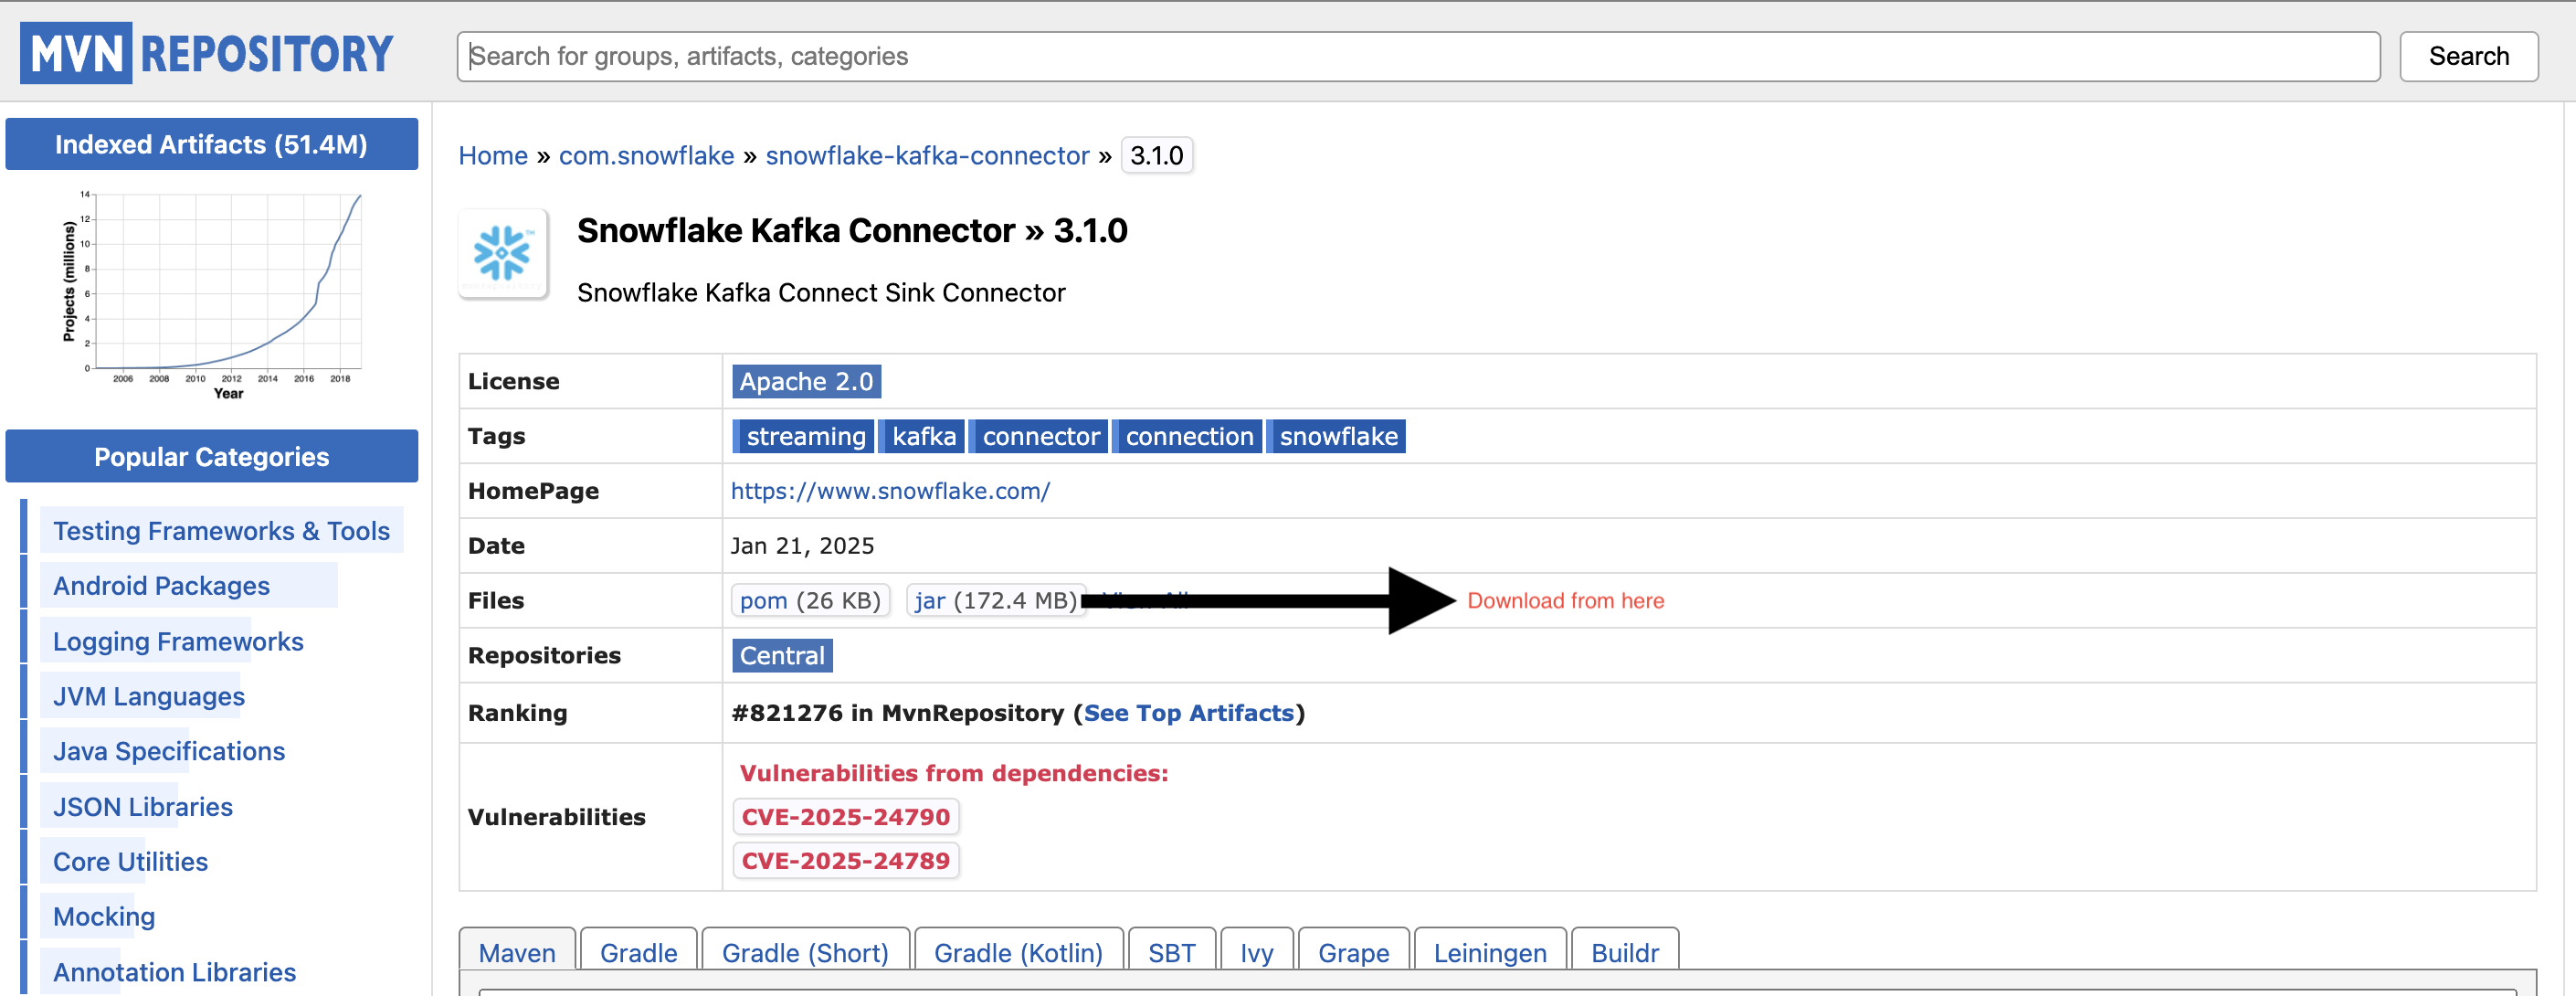 MVN REPOSITORY
Search for groups, artifacts, categories
Search
Indexed Artifacts (51.4M)
Projects (millions)
14
12
10
8
6
4
2
0
2006 2008 2010 2012 2014 2016 2018
Year
Popular Categories
Testing Frameworks & Tools
Android Packages
Logging Frameworks
JVM Languages
Java Specifications
JSON Libraries
Core Utilities
Mocking
Annotation Libraries
Home » com.snowflake » snowflake-kafka-connector » 3.1.0
Snowflake Kafka Connector » 3.1.0
Snowflake Kafka Connect Sink Connector
License Apache 2.0
Tags streaming kafka connector connection snowflake
HomePage https://www.snowflake.com/
Date Jan 21, 2025
Files pom (26 KB) jar (172.4 MB) View All Download from here
Repositories Central
Ranking #821276 in MvnRepository (See Top Artifacts)
Vulnerabilities
Vulnerabilities from dependencies:
CVE-2025-24790
CVE-2025-24789
Maven Gradle Gradle (Short) Gradle (Kotlin) SBT Ivy Grape Leiningen Buildr